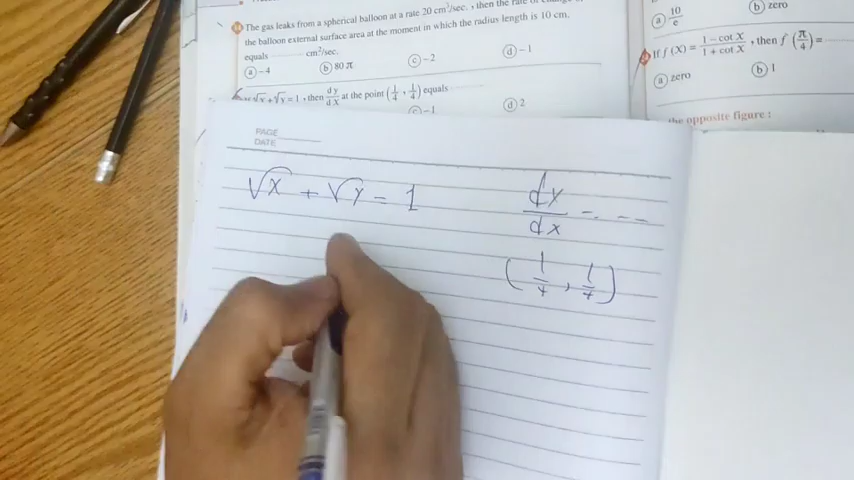 The gas leaks from a spherical balloon at a rate 20 cm³/sec. , then the rate of change of
the balloon external surface area at the moment in which the radius length is 10 cm.
equals ............ cm²/sec.
(a) −4 (b) 80 π (c) −2 (d) −1
√x + √y = 1 , then dy/dx at the point (1/4 , 1/4) equals ............
(c) −1 (d) 2
(a) 10/e (b) zero
If f (X) = (1 − cot X)/(1 + cot X) , then f (π/4) = ............
(a) zero (b) 1
the opposite figure :
PAGE
DATE
√x + √y = 1
dy/dx = - - -
(1/4 , 1/4)